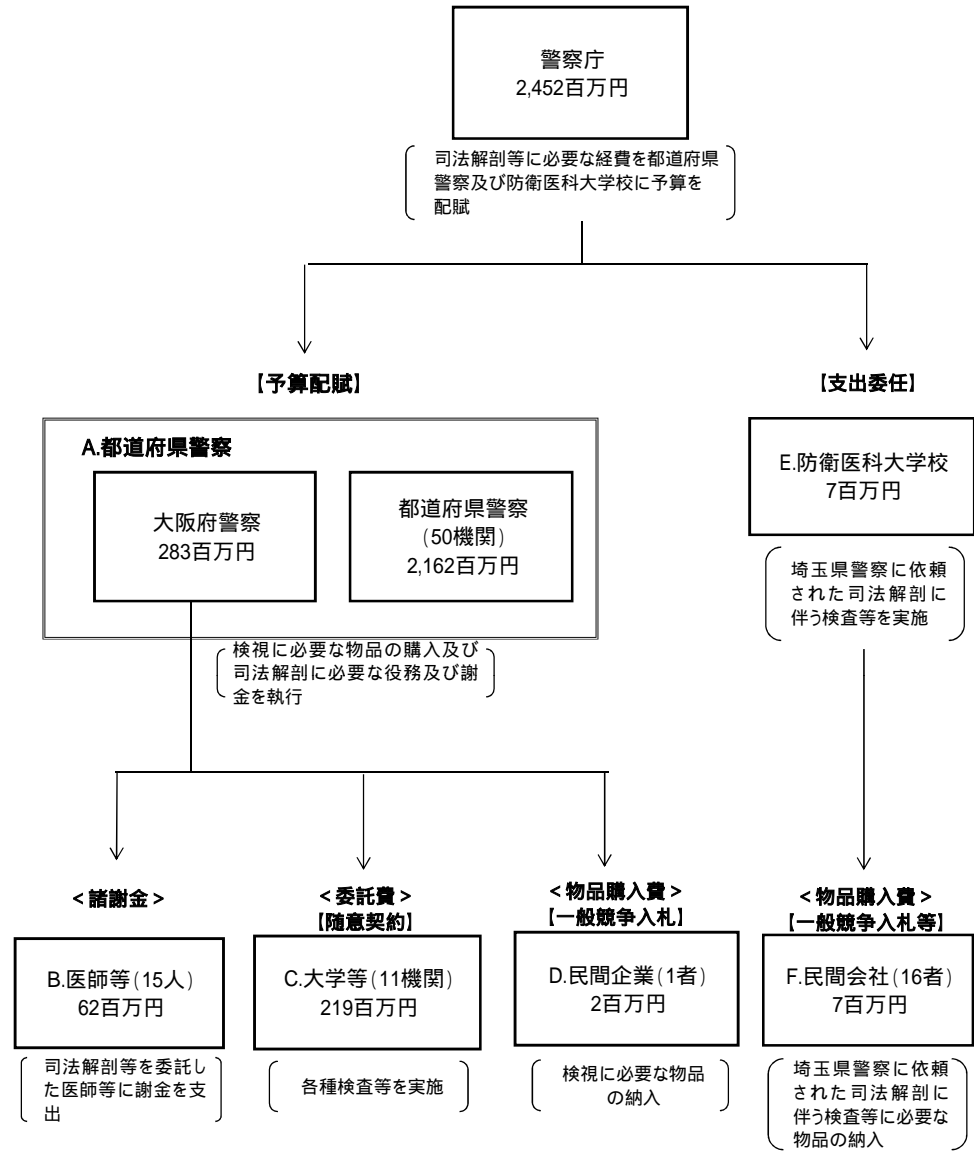 警察庁
2,452百万円
司法解剖等に必要な経費を都道府県
警察及び防衛医科大学校に予算を
配賦
【予算配賦】
【支出委任】
A.都道府県警察
大阪府警察
283百万円
都道府県警察
(50機関)
2,162百万円
E.防衛医科大学校
7百万円
埼玉県警察に依頼
された司法解剖に
伴う検査等を実施
検視に必要な物品の購入及び
司法解剖に必要な役務及び謝
金を執行
<諸謝金>
<委託費>
【随意契約】
<物品購入費>
【一般競争入札】
<物品購入費>
【一般競争入札等】
B.医師等(15人)
62百万円
C.大学等(11機関)
219百万円
D.民間企業(1者)
2百万円
F.民間会社(16者)
7百万円
司法解剖等を委託し
た医師等に謝金を支
出
各種検査等を実施
検視に必要な物品
の納入
埼玉県警察に依頼
された司法解剖に
伴う検査等に必要な
物品の納入